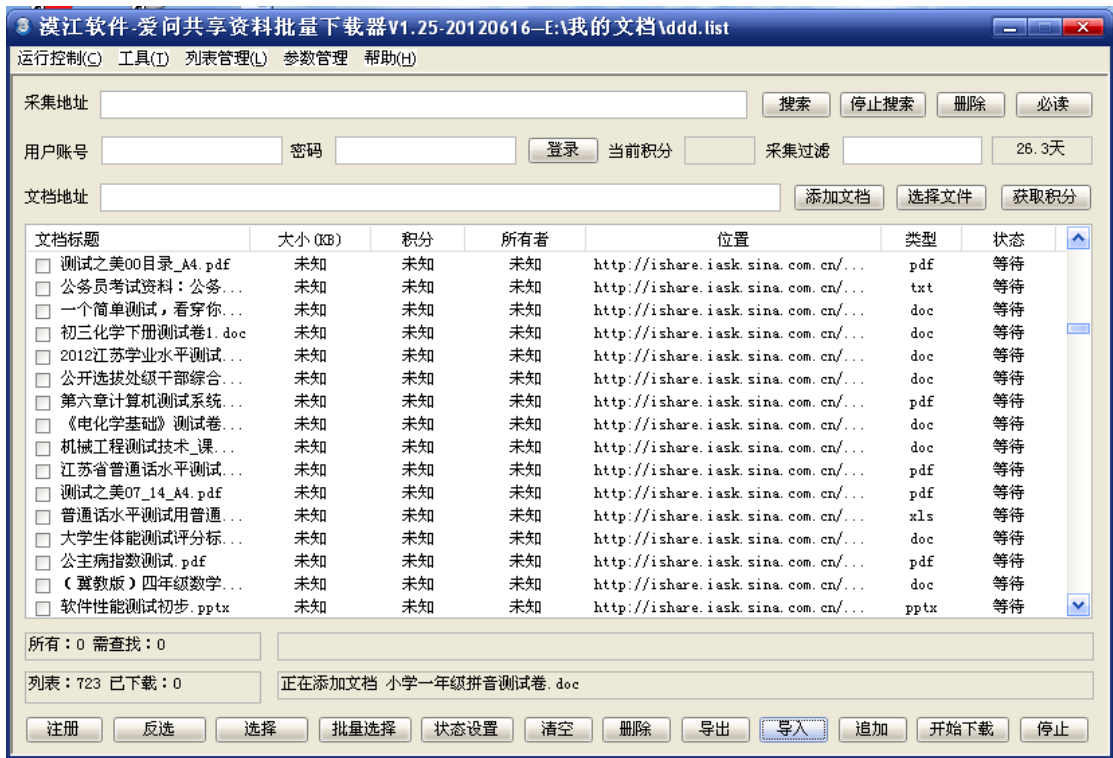 漠江软件-爱问共享资料批量下载器V1.25-20120616—E:\我的文档\ddd.list
运行控制(C) 工具(T) 列表管理(L) 参数管理 帮助(H)
采集地址 搜索 停止搜索 删除 必读
用户账号 密码 登录 当前积分 采集过滤 26.3天
文档地址 添加文档 选择文件 获取积分
文档标题 大小(KB) 积分 所有者 位置 类型 状态
测试之美00目录_A4.pdf 未知 未知 未知 http://ishare.iask.sina.com.cn/... pdf 等待
公务员考试资料：公务... 未知 未知 未知 http://ishare.iask.sina.com.cn/... txt 等待
一个简单测试，看穿你... 未知 未知 未知 http://ishare.iask.sina.com.cn/... doc 等待
初三化学下册测试卷1.doc 未知 未知 未知 http://ishare.iask.sina.com.cn/... doc 等待
2012江苏学业水平测试... 未知 未知 未知 http://ishare.iask.sina.com.cn/... doc 等待
公开选拔处级干部综合... 未知 未知 未知 http://ishare.iask.sina.com.cn/... doc 等待
第六章计算机测试系统... 未知 未知 未知 http://ishare.iask.sina.com.cn/... pdf 等待
《电化学基础》测试卷... 未知 未知 未知 http://ishare.iask.sina.com.cn/... doc 等待
机械工程测试技术_课... 未知 未知 未知 http://ishare.iask.sina.com.cn/... doc 等待
江苏省普通话水平测试... 未知 未知 未知 http://ishare.iask.sina.com.cn/... pdf 等待
测试之美07_14_A4.pdf 未知 未知 未知 http://ishare.iask.sina.com.cn/... pdf 等待
普通话水平测试用普通... 未知 未知 未知 http://ishare.iask.sina.com.cn/... xls 等待
大学生体能测试评分标... 未知 未知 未知 http://ishare.iask.sina.com.cn/... doc 等待
公主病指数测试.pdf 未知 未知 未知 http://ishare.iask.sina.com.cn/... pdf 等待
（冀教版）四年级数学... 未知 未知 未知 http://ishare.iask.sina.com.cn/... doc 等待
软件性能测试初步.pptx 未知 未知 未知 http://ishare.iask.sina.com.cn/... pptx 等待
所有：0 需查找：0
列表：723 已下载：0 正在添加文档 小学一年级拼音测试卷.doc
注册 反选 选择 批量选择 状态设置 清空 删除 导出 导入 追加 开始下载 停止